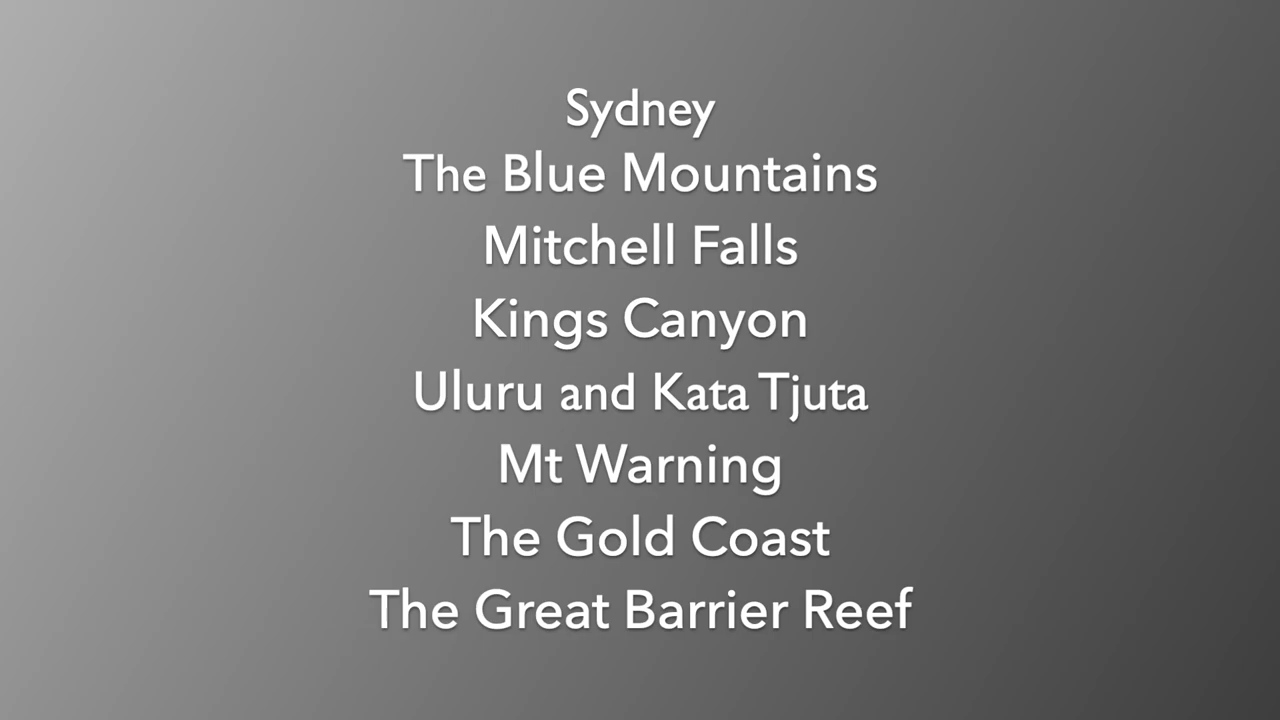 Sydney
The Blue Mountains
Mitchell Falls
Kings Canyon
Uluru and Kata Tjuta
Mt Warning
The Gold Coast
The Great Barrier Reef